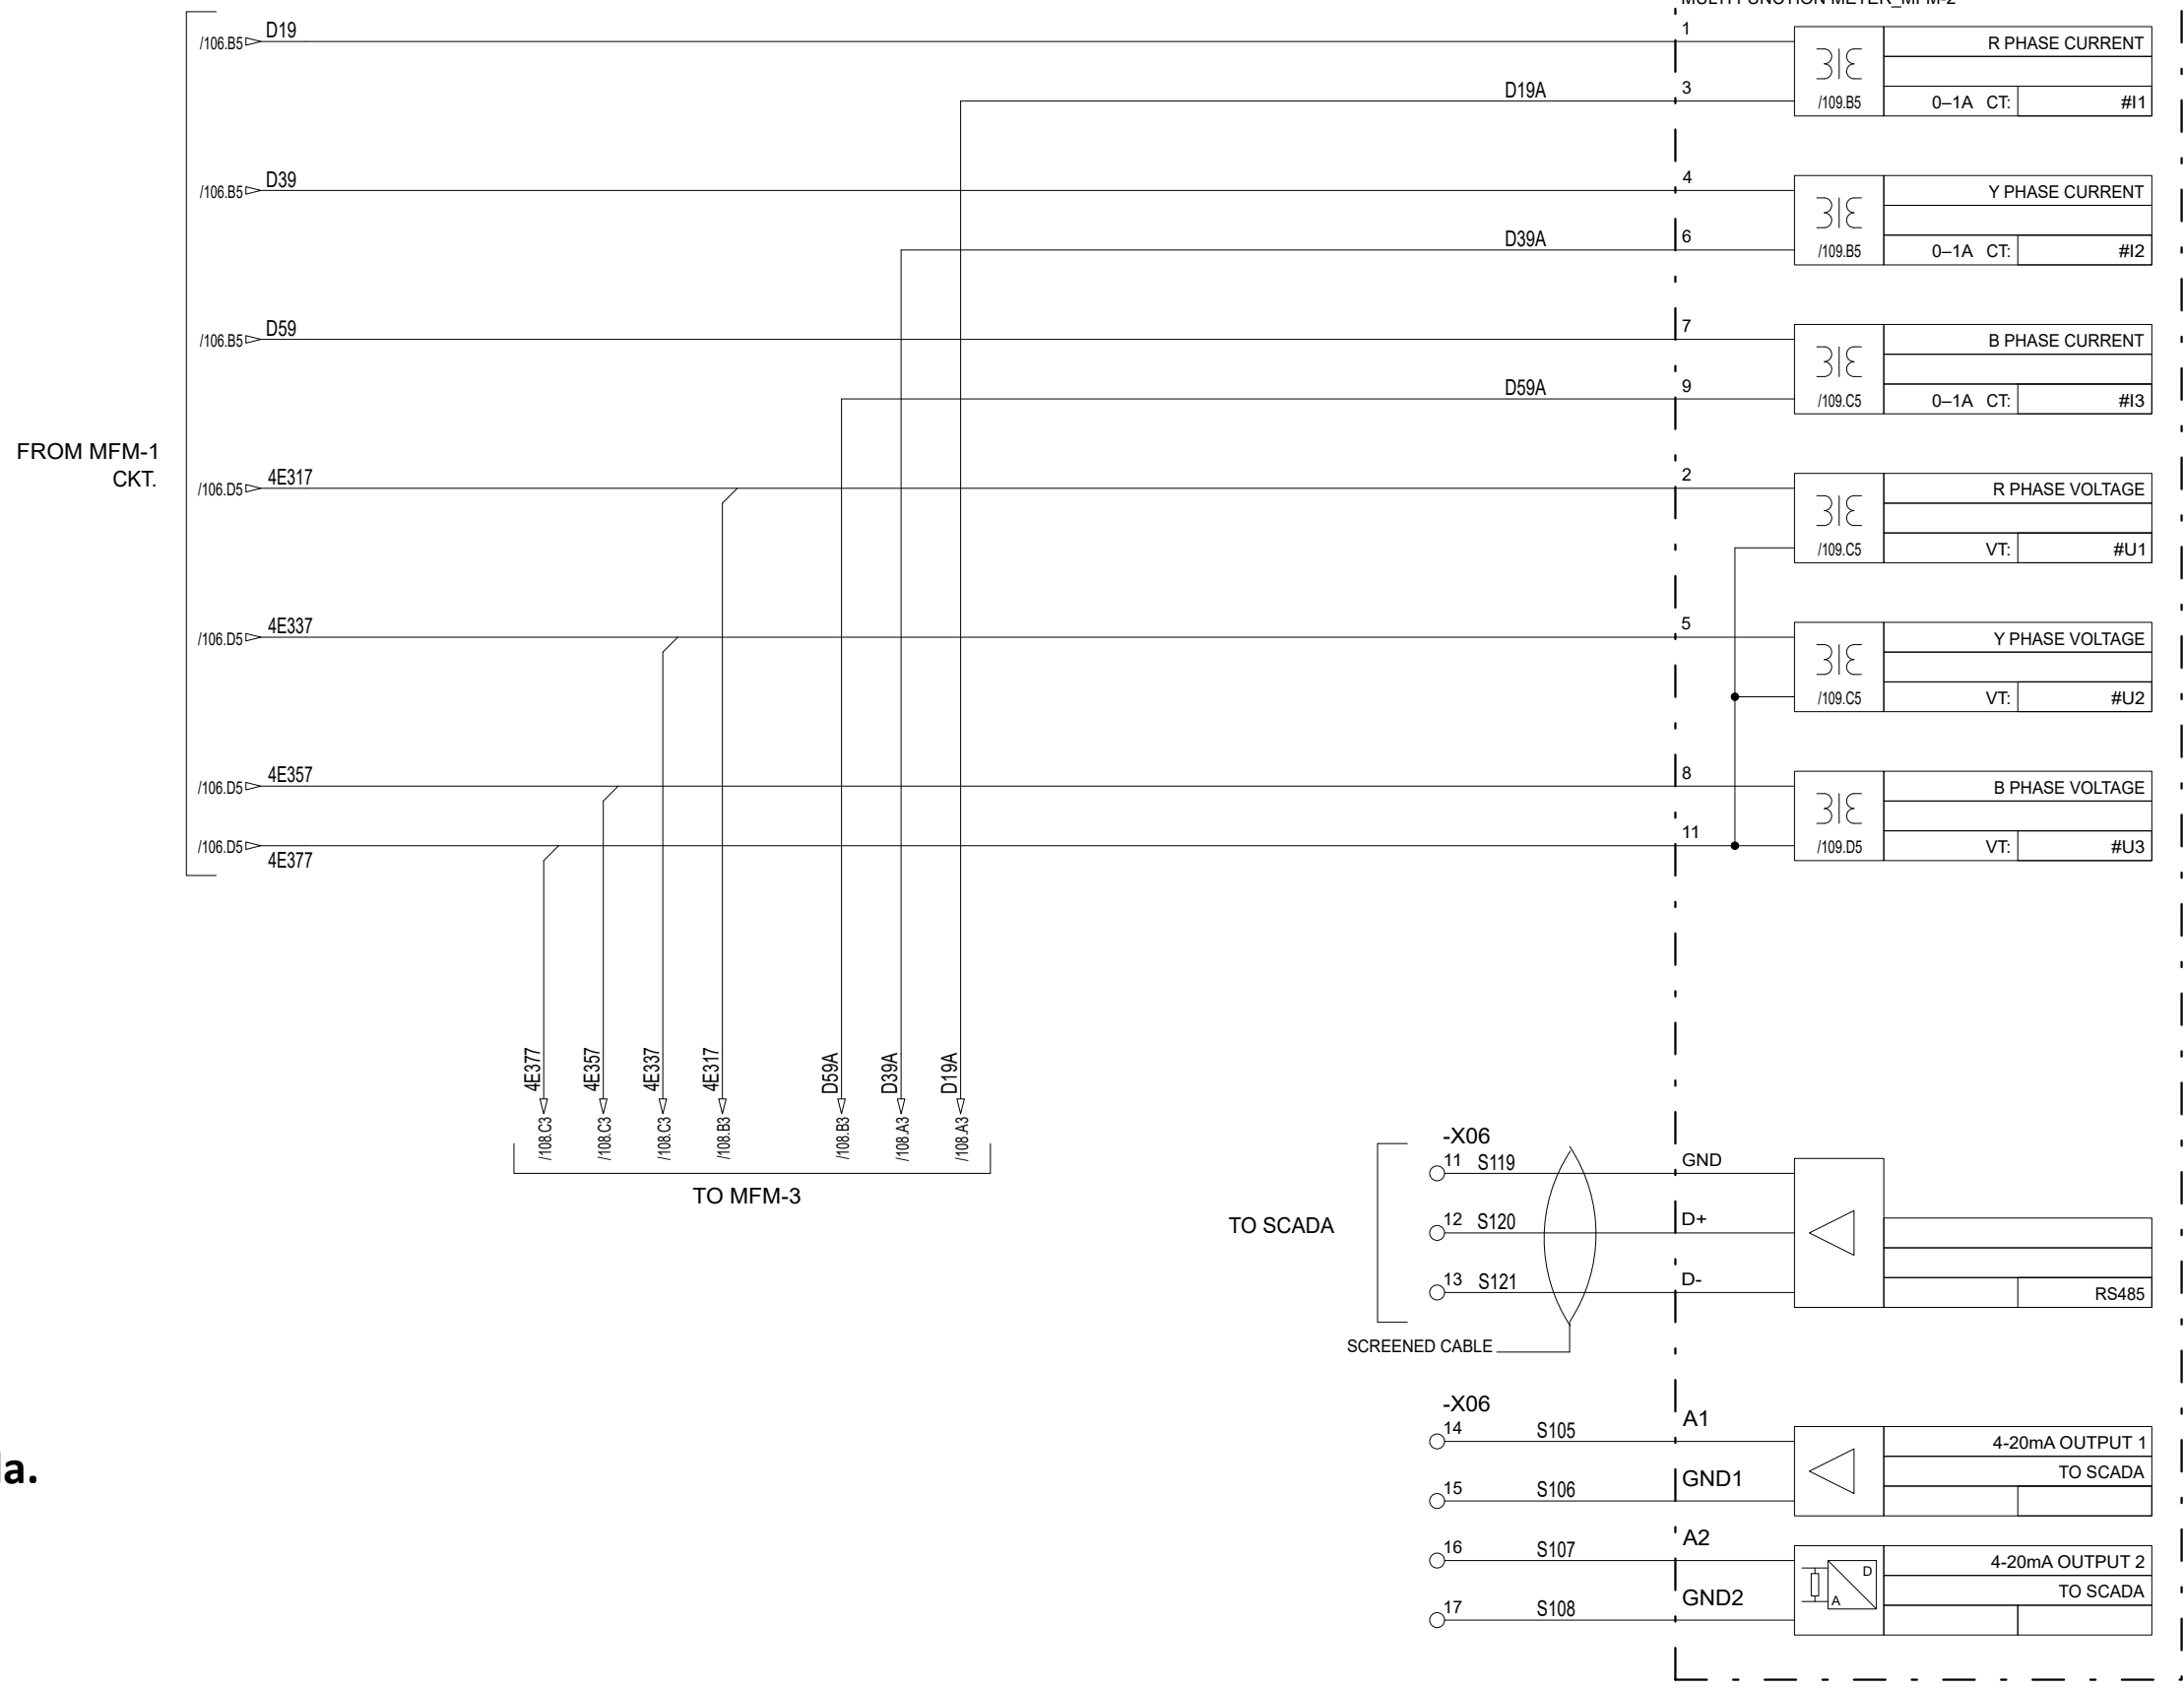 MULTI FUNCTION METER_MFM-2
/106.B5 D19 1 R PHASE CURRENT
D19A 3 /109.B5 0–1A CT: #I1
/106.B5 D39 4 Y PHASE CURRENT
D39A 6 /109.B5 0–1A CT: #I2
/106.B5 D59 7 B PHASE CURRENT
D59A 9 /109.C5 0–1A CT: #I3
FROM MFM-1
CKT.
/106.D5 4E317 2 R PHASE VOLTAGE
/109.C5 VT: #U1
/106.D5 4E337 5 Y PHASE VOLTAGE
/109.C5 VT: #U2
/106.D5 4E357 8 B PHASE VOLTAGE
/106.D5 4E377 11 /109.D5 VT: #U3
4E377 4E357 4E337 4E317 D59A D39A D19A
/108.C3 /108.C3 /108.C3 /108.B3 /108.B3 /108.A3 /108.A3
TO MFM-3
-X06
11 S119 GND
TO SCADA
12 S120 D+
13 S121 D-
RS485
SCREENED CABLE
-X06
14 S105 A1 4-20mA OUTPUT 1
TO SCADA
15 S106 GND1
16 S107 A2 4-20mA OUTPUT 2
D
A
TO SCADA
17 S108 GND2